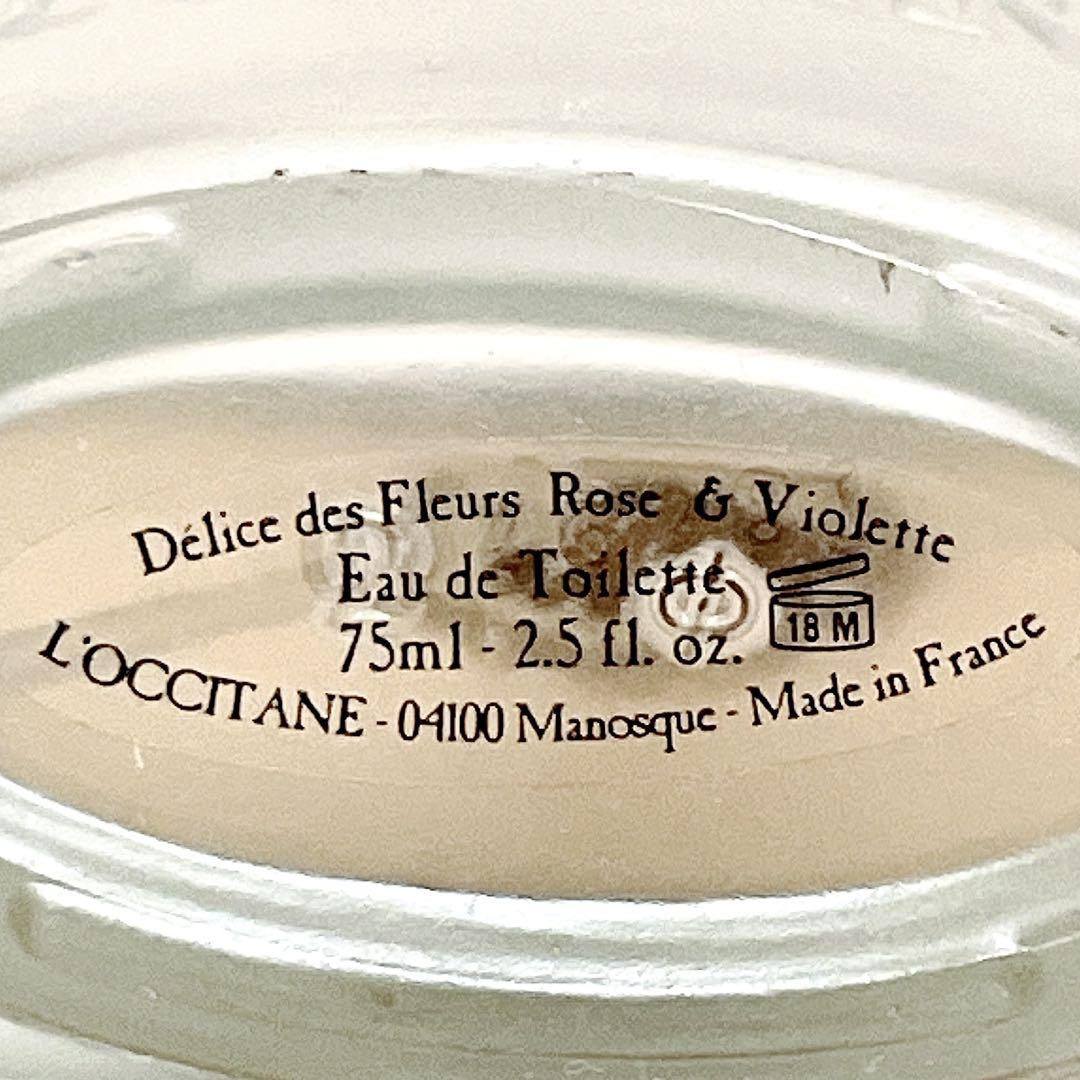 Délice des Fleurs Rose & Violette
Eau de Toilette
18 M
75ml - 2.5 fl. oz.
L'OCCITANE - 04100 Manosque - Made in France